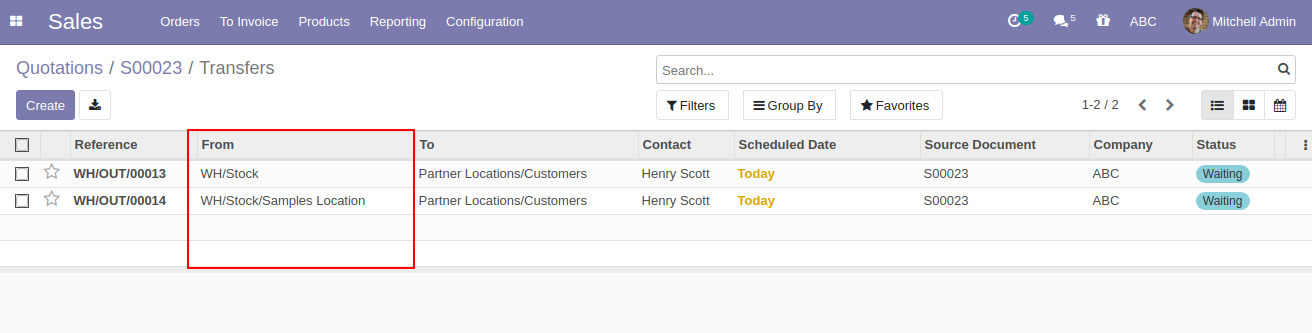 Sales Orders To Invoice Products Reporting Configuration 5 5 ABC Mitchell Admin
Quotations / S00023 / Transfers
Search...
Create Filters Group By Favorites 1-2 / 2
Reference From To Contact Scheduled Date Source Document Company Status
WH/OUT/00013 WH/Stock Partner Locations/Customers Henry Scott Today S00023 ABC Waiting
WH/OUT/00014 WH/Stock/Samples Location Partner Locations/Customers Henry Scott Today S00023 ABC Waiting